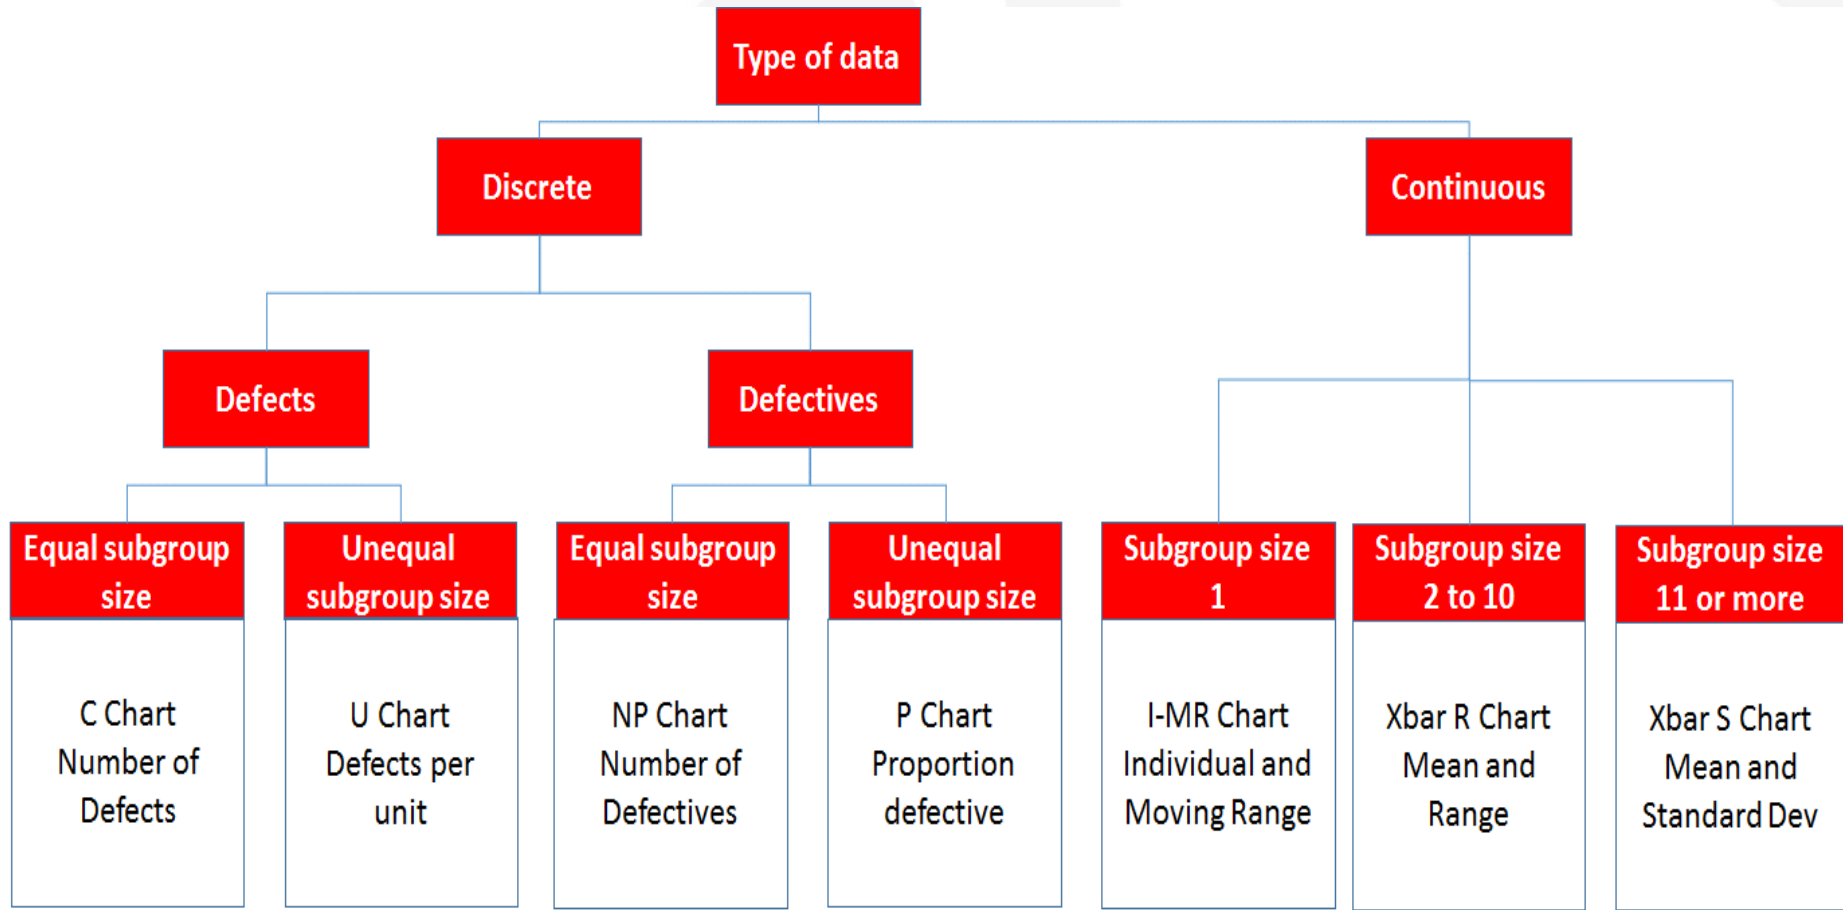 Type of data
Discrete
Continuous
Defects
Defectives
Equal subgroup
size
Unequal
subgroup size
Equal subgroup
size
Unequal
subgroup size
Subgroup size
1
Subgroup size
2 to 10
Subgroup size
11 or more
C Chart
Number of
Defects
U Chart
Defects per
unit
NP Chart
Number of
Defectives
P Chart
Proportion
defective
I-MR Chart
Individual and
Moving Range
Xbar R Chart
Mean and
Range
Xbar S Chart
Mean and
Standard Dev